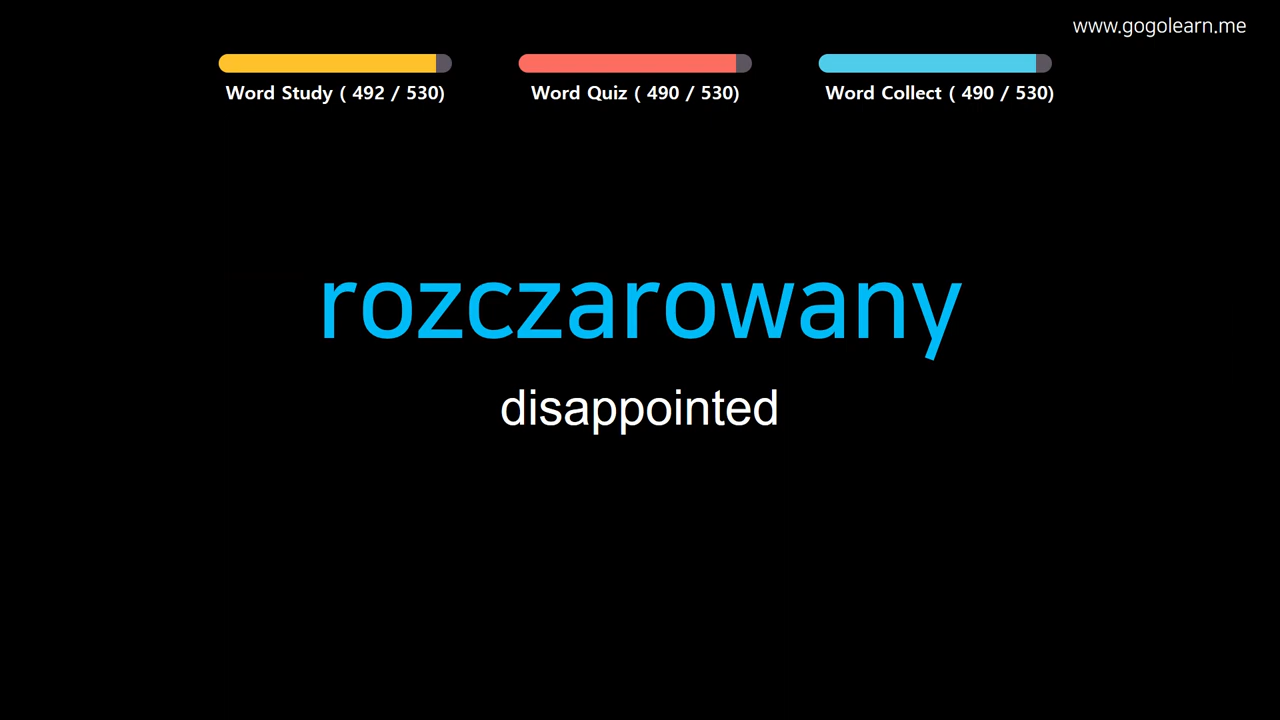 www.gogolearn.me
Word Study ( 492 / 530)
Word Quiz ( 490 / 530)
Word Collect ( 490 / 530)
rozczarowany
disappointed